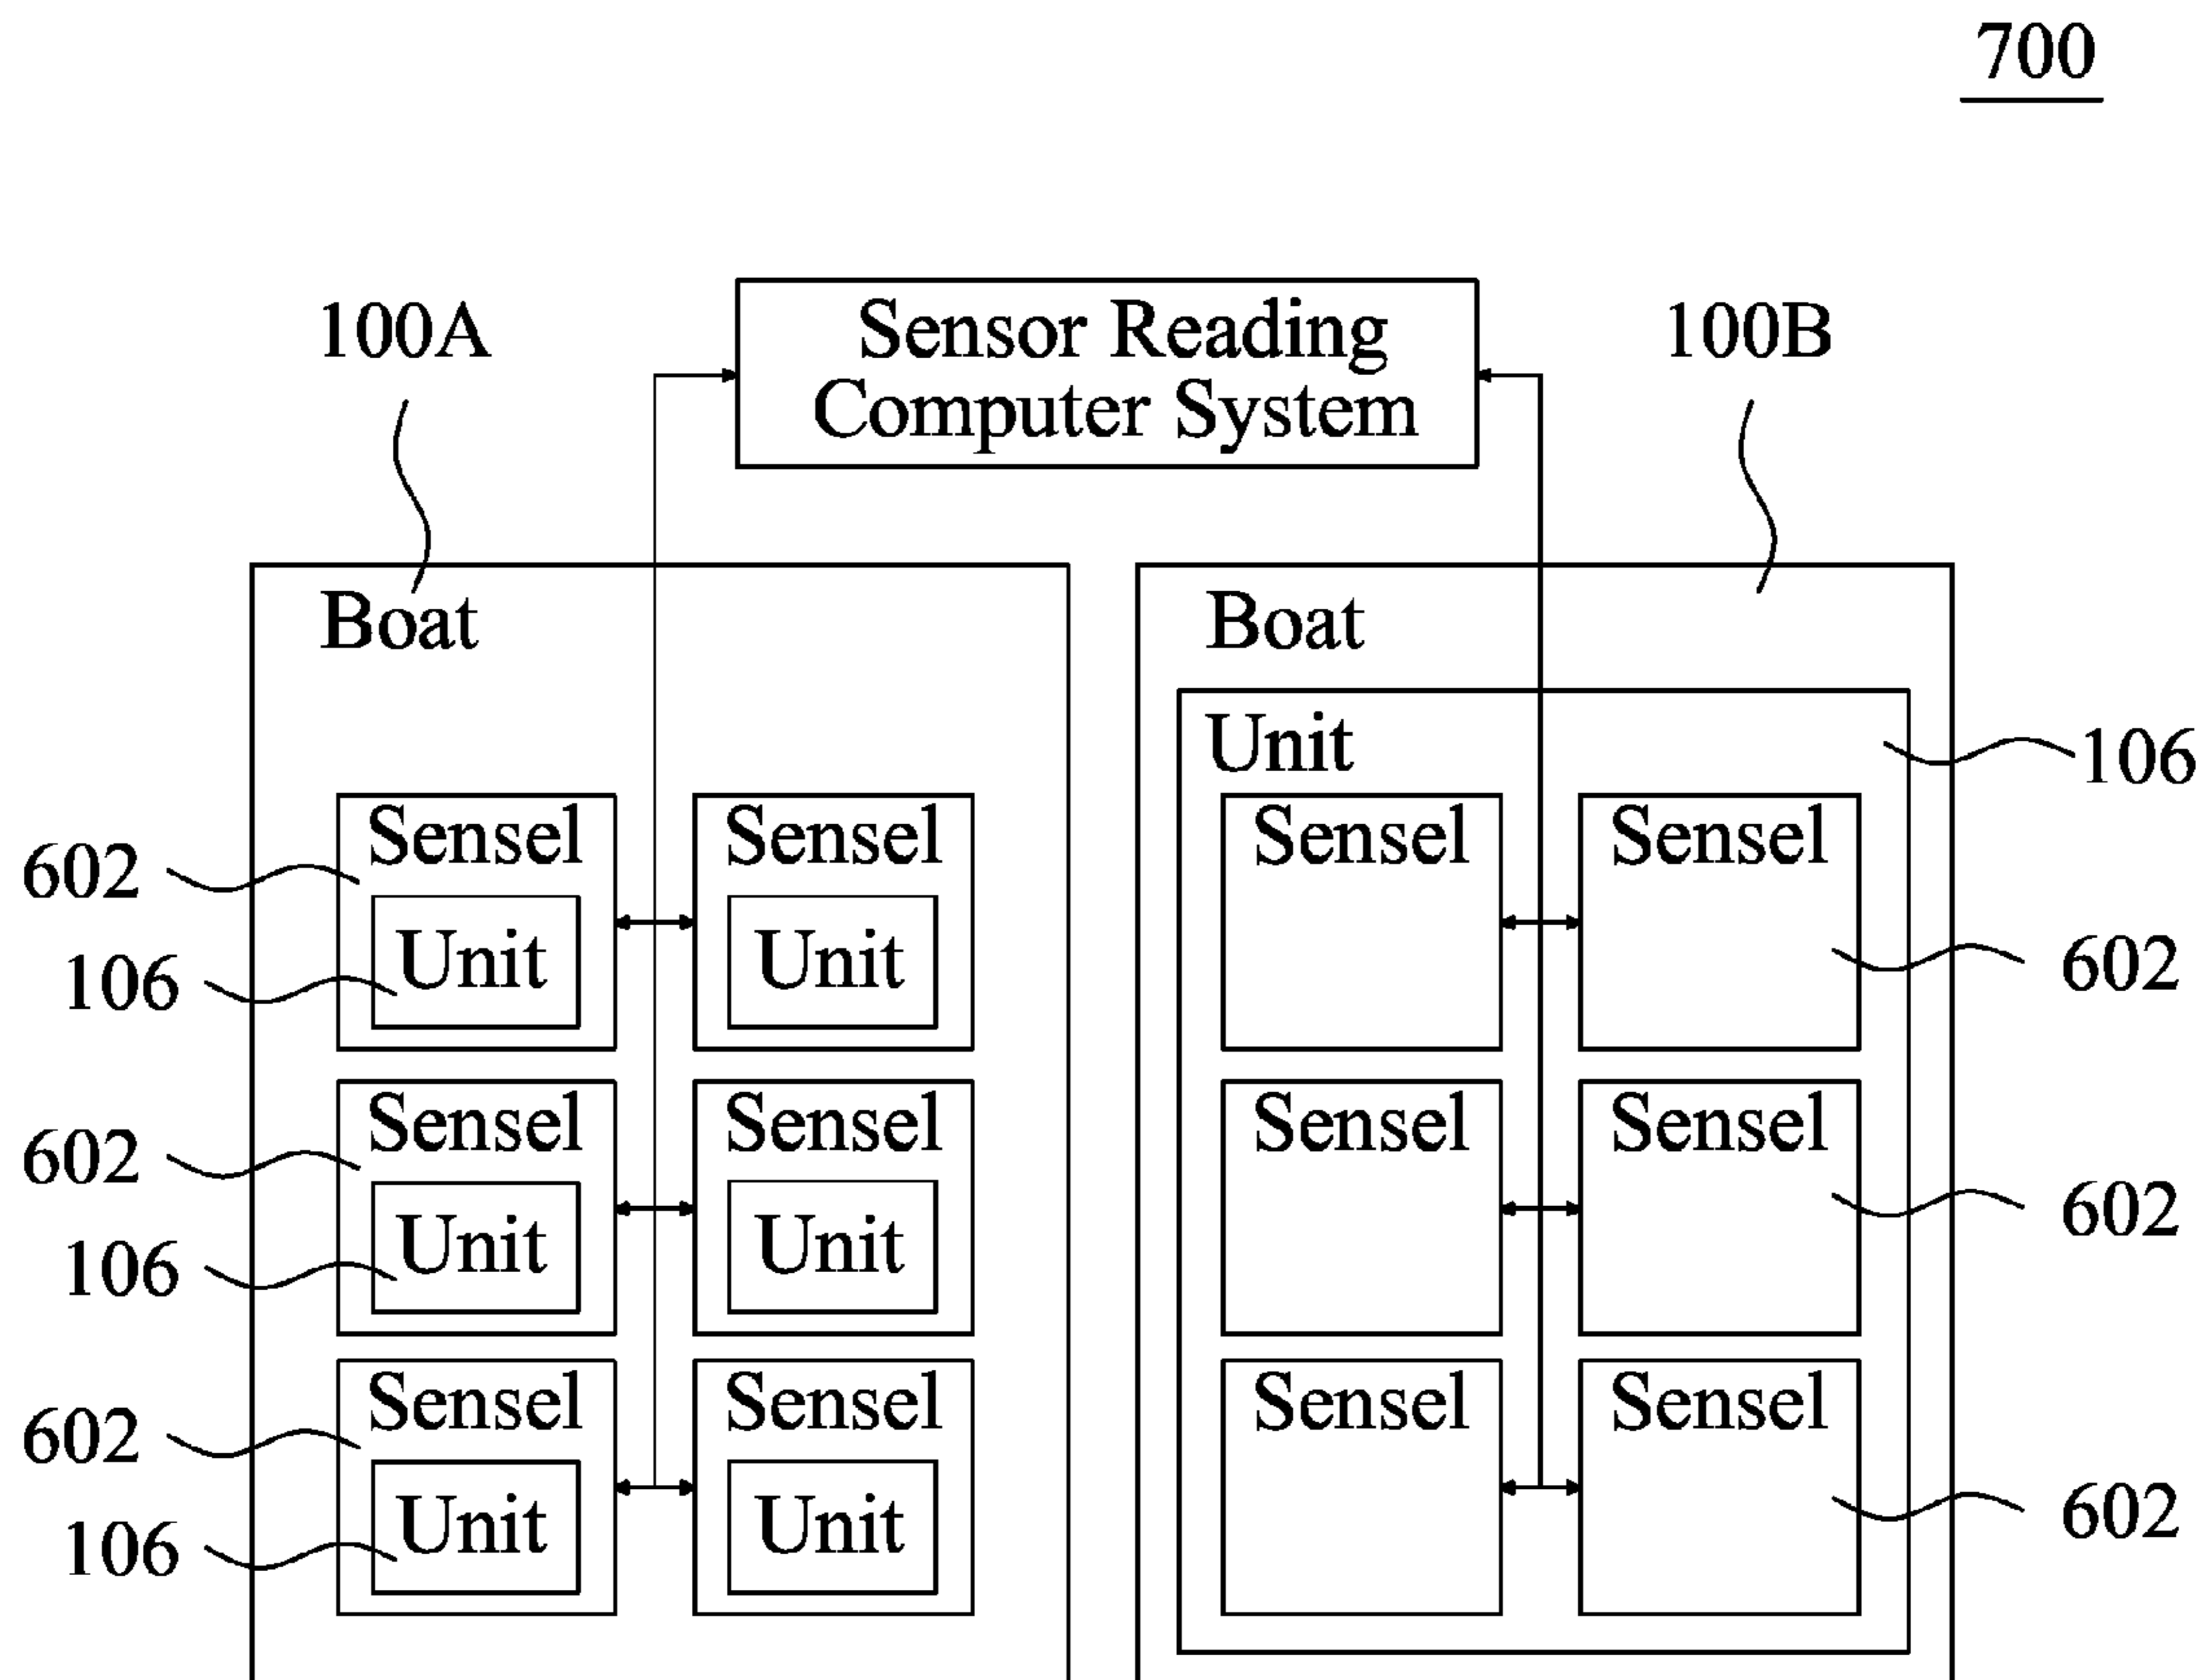 700
100A
Sensor Reading
Computer System
100B
Boat
Boat
Unit
106
Sensel
Sensel
Sensel
Sensel
602
Unit
Unit
602
106
Sensel
Sensel
Sensel
Sensel
602
Unit
Unit
602
106
Sensel
Sensel
Sensel
Sensel
602
Unit
Unit
602
106